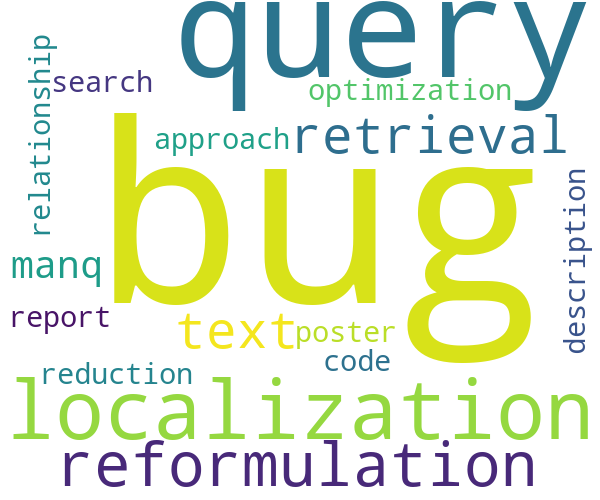 query
relationship
search
optimization
approach
retrieval
bug
description
manq
report
text
poster
code
reduction
localization
reformulation